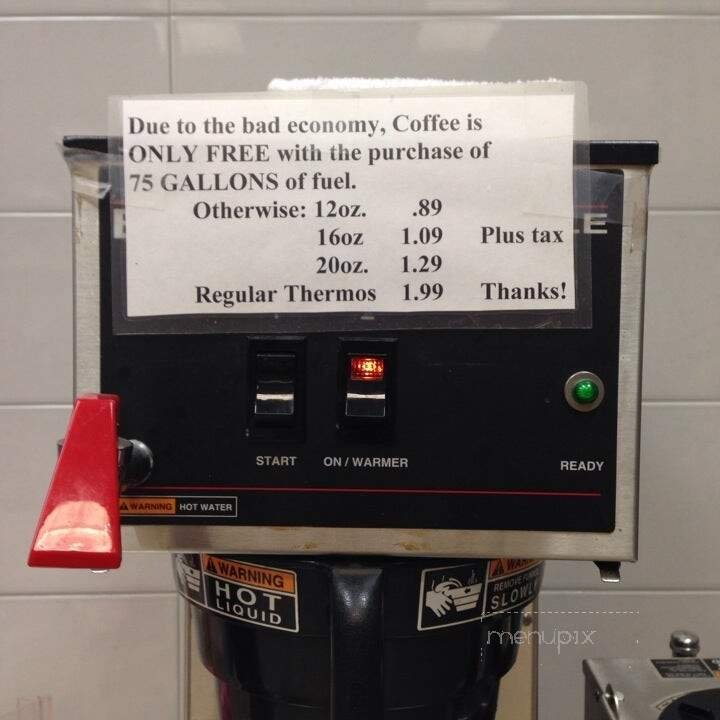 Due to the bad economy, Coffee is
ONLY FREE with the purchase of
75 GALLONS of fuel.
Otherwise: 12oz. .89
16oz 1.09 Plus tax
20oz. 1.29
Regular Thermos 1.99 Thanks!
START ON / WARMER READY
WARNING HOT WATER
WARNING
HOT
LIQUID
REMOVE
SLOWLY
menupix